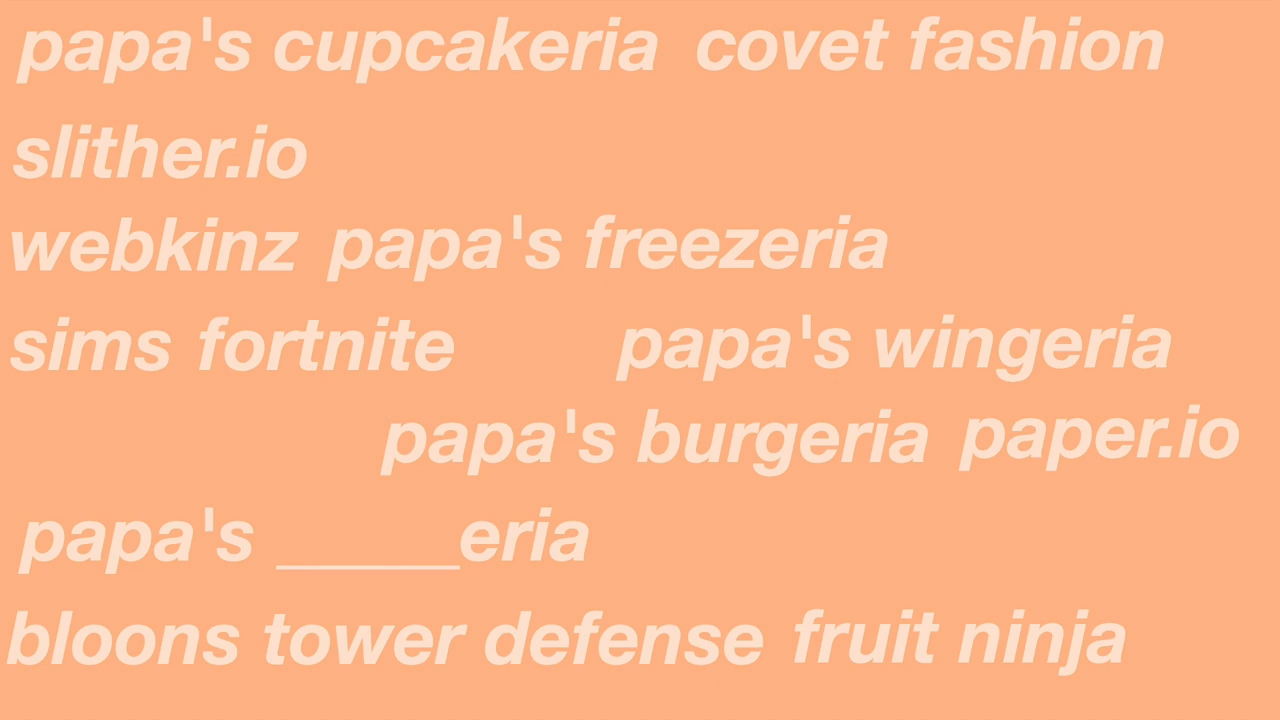 papa's cupcakeria covet fashion
slither.io
webkinz papa's freezeria
sims fortnite papa's wingeria
papa's burgeria paper.io
papa's ______eria
bloons tower defense fruit ninja